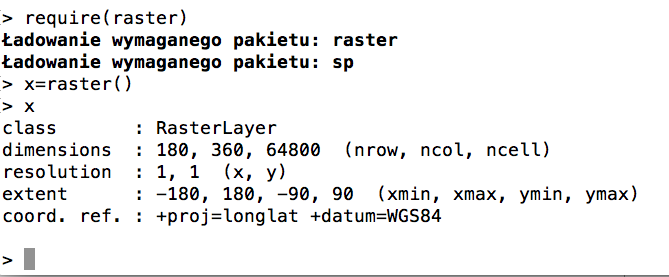 > require(raster)
Ładowanie wymaganego pakietu: raster
Ładowanie wymaganego pakietu: sp
> x=raster()
> x
class       : RasterLayer
dimensions  : 180, 360, 64800  (nrow, ncol, ncell)
resolution  : 1, 1  (x, y)
extent      : −180, 180, −90, 90  (xmin, xmax, ymin, ymax)
coord. ref. : +proj=longlat +datum=WGS84
>